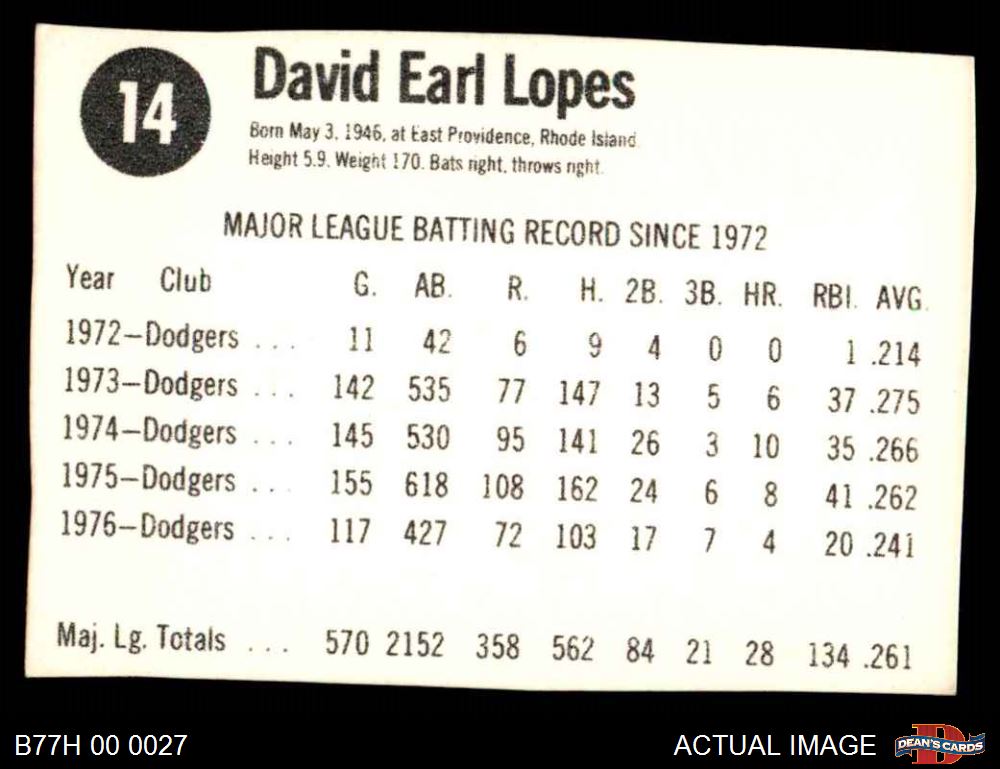 14
David Earl Lopes
Born May 3, 1946, at East Providence, Rhode Island
Height 5.9. Weight 170. Bats right, throws right.
MAJOR LEAGUE BATTING RECORD SINCE 1972
Year Club G. AB. R. H. 2B. 3B. HR. RBI. AVG.
1972—Dodgers ... 11 42 6 9 4 0 0 1 .214
1973—Dodgers ... 142 535 77 147 13 5 6 37 .275
1974—Dodgers ... 145 530 95 141 26 3 10 35 .266
1975—Dodgers ... 155 618 108 162 24 6 8 41 .262
1976—Dodgers ... 117 427 72 103 17 7 4 20 .241
Maj. Lg. Totals ... 570 2152 358 562 84 21 28 134 .261
B77H 00 0027
ACTUAL IMAGE
D
DEAN'S CARDS